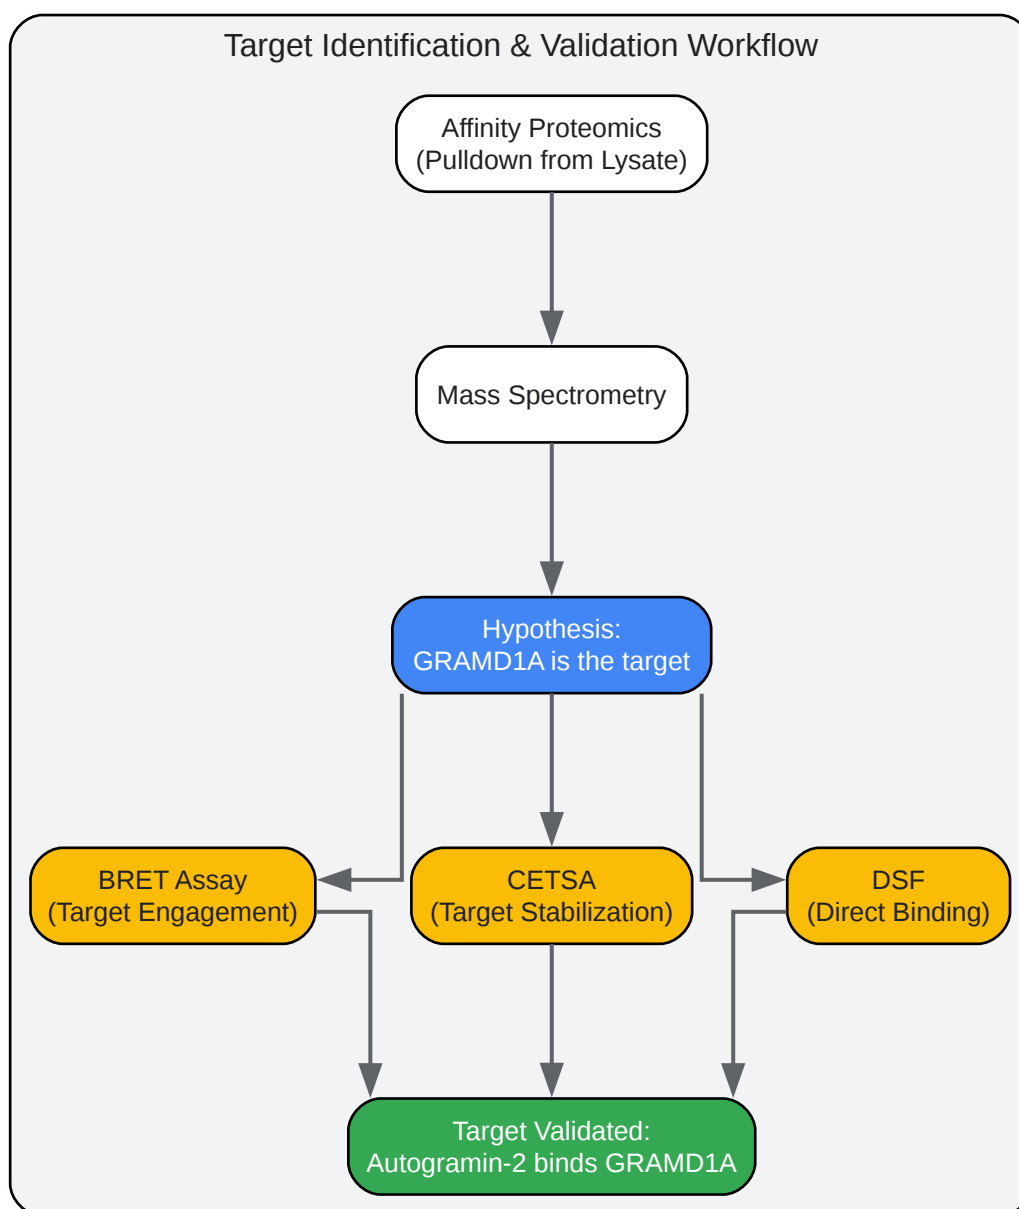 Target Identification & Validation Workflow
Affinity Proteomics
(Pulldown from Lysate)
Mass Spectrometry
Hypothesis:
GRAMD1A is the target
BRET Assay
(Target Engagement)
CETSA
(Target Stabilization)
DSF
(Direct Binding)
Target Validated:
Autogramin-2 binds GRAMD1A